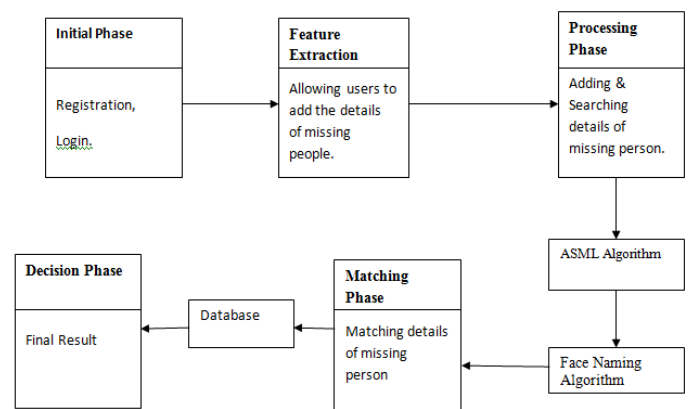 Initial Phase
Registration,
Login.
Feature
Extraction
Allowing users to
add the details
of missing
people.
Processing
Phase
Adding &
Searching
details of
missing person.
ASML Algorithm
Face Naming
Algorithm
Matching
Phase
Matching details
of missing
person
Database
Decision Phase
Final Result